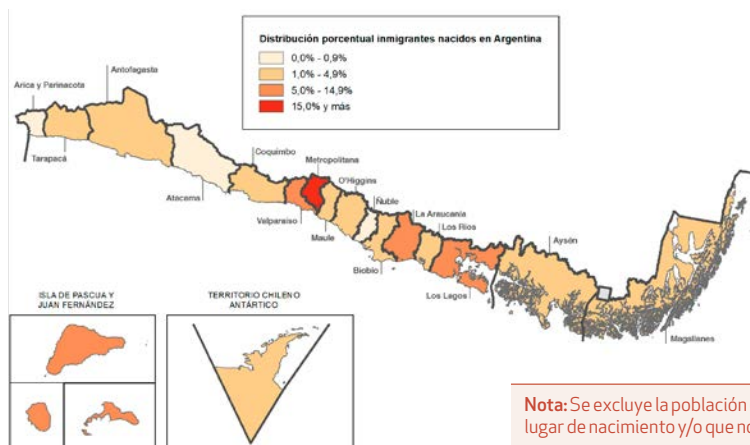 Distribución porcentual inmigrantes nacidos en Argentina
0,0% - 0,9%
1,0% - 4,9%
5,0% - 14,9%
15,0% y más
Antofagasta
Arica y Parinacota
Tarapacá
Coquimbo
Metropolitana
O'Higgins
Ñuble
Atacama
Valparaíso
La Araucanía
Los Ríos
Maule
Biobío
Aysén
Los Lagos
Magallanes
ISLA DE PASCUA Y
JUAN FERNÁNDEZ
TERRITORIO CHILENO
ANTÁRTICO
Nota: Se excluye la población
lugar de nacimiento y/o que no